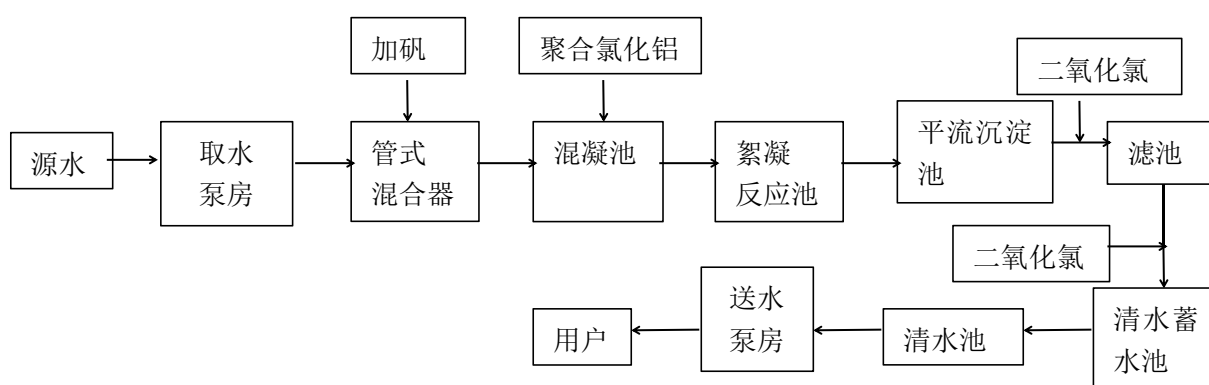 加矾
聚合氯化铝
二氧化氯
源水
取水
泵房
管式
混合器
混凝池
絮凝
反应池
平流沉淀
池
滤池
二氧化氯
用户
送水
泵房
清水池
清水蓄
水池